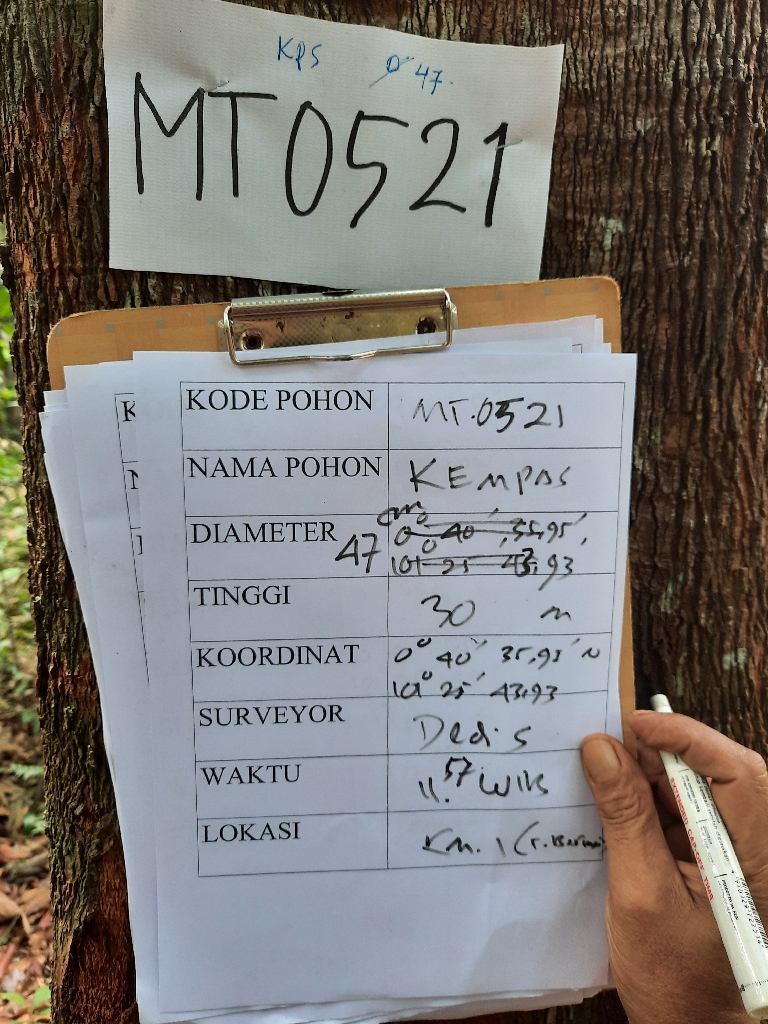 KPS Ø 47
MT0521
KODE POHON MT.0521
NAMA POHON KEMPAS
DIAMETER 47 cm 0° 40' 35,95'
101° 25' 43,93
TINGGI 30 m
KOORDINAT 0° 40' 35,95" N
101° 25' 43,93
SURVEYOR Dedi S
WAKTU 11.57 WIB
LOKASI Km. 1 (